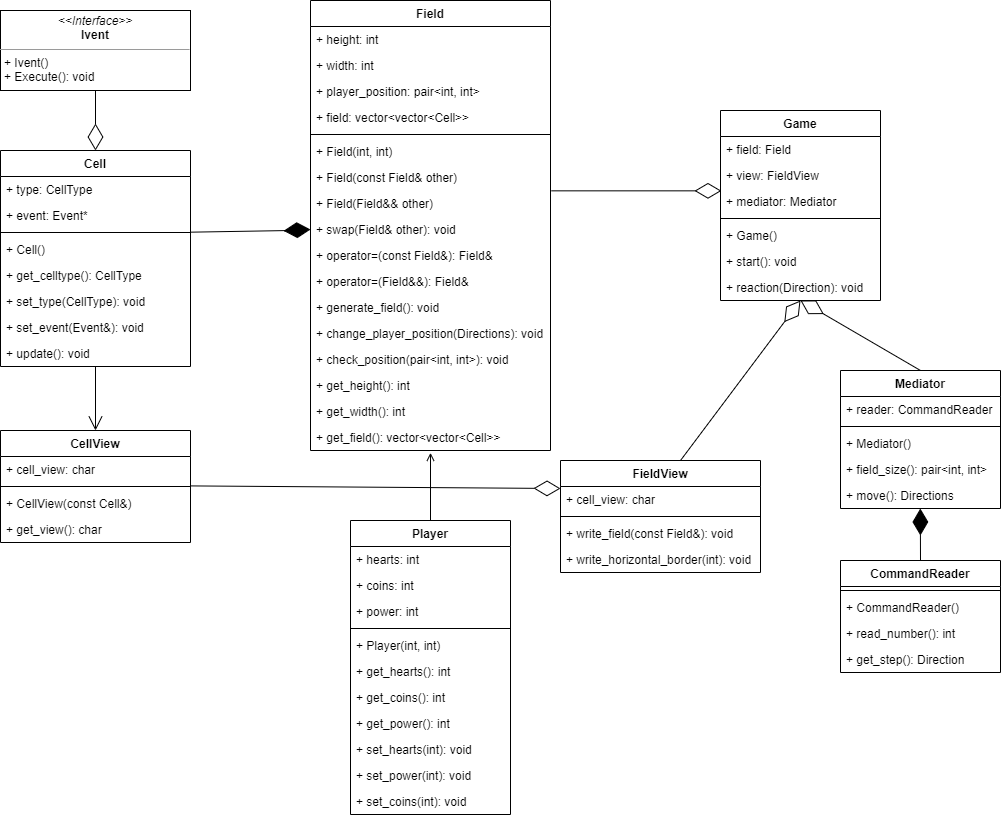 <<Interface>>
Ivent
+ Ivent()
+ Execute(): void
Cell
+ type: CellType
+ event: Event*
+ Cell()
+ get_celltype(): CellType
+ set_type(CellType): void
+ set_event(Event&): void
+ update(): void
CellView
+ cell_view: char
+ CellView(const Cell&)
+ get_view(): char
Field
+ height: int
+ width: int
+ player_position: pair<int, int>
+ field: vector<vector<Cell>>
+ Field(int, int)
+ Field(const Field& other)
+ Field(Field&& other)
+ swap(Field& other): void
+ operator=(const Field&): Field&
+ operator=(Field&&): Field&
+ generate_field(): void
+ change_player_position(Directions): void
+ check_position(pair<int, int>): void
+ get_height(): int
+ get_width(): int
+ get_field(): vector<vector<Cell>>
Player
+ hearts: int
+ coins: int
+ power: int
+ Player(int, int)
+ get_hearts(): int
+ get_coins(): int
+ get_power(): int
+ set_hearts(int): void
+ set_power(int): void
+ set_coins(int): void
FieldView
+ cell_view: char
+ write_field(const Field&): void
+ write_horizontal_border(int): void
Game
+ field: Field
+ view: FieldView
+ mediator: Mediator
+ Game()
+ start(): void
+ reaction(Direction): void
Mediator
+ reader: CommandReader
+ Mediator()
+ field_size(): pair<int, int>
+ move(): Directions
CommandReader
+ CommandReader()
+ read_number(): int
+ get_step(): Direction